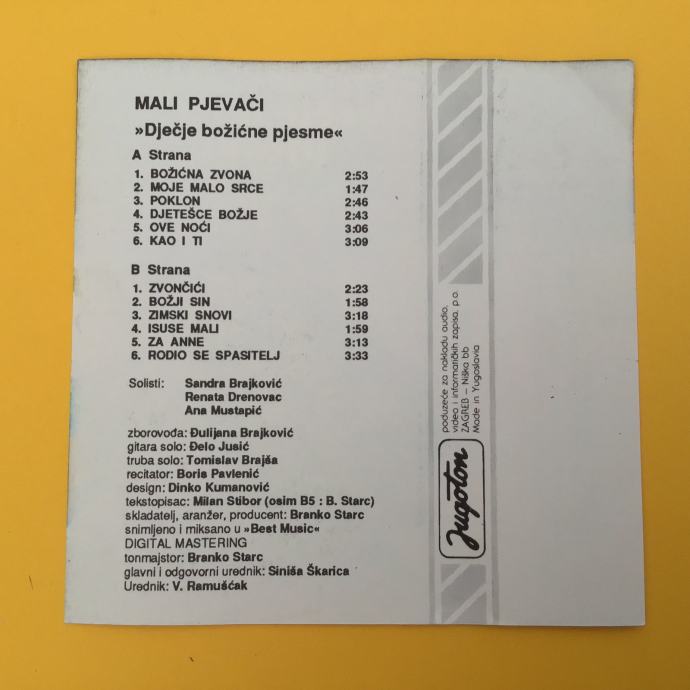 MALI PJEVAČI
»Dječje božićne pjesme«
A Strana
1. BOŽIĆNA ZVONA 2:53
2. MOJE MALO SRCE 1:47
3. POKLON 2:46
4. DJETEŠCE BOŽJE 2:43
5. OVE NOĆI 3:06
6. KAO I TI 3:09
B Strana
1. ZVONČIĆI 2:23
2. BOŽJI SIN 1:58
3. ZIMSKI SNOVI 3:18
4. ISUSE MALI 1:59
5. ZA ANNE 3:13
6. RODIO SE SPASITELJ 3:33
Solisti: Sandra Brajković
Renata Drenovac
Ana Mustapić
zborovođa: Đulijana Brajković
gitara solo: Đelo Jusić
truba solo: Tomislav Brajša
recitator: Boris Pavlenić
design: Dinko Kumanović
tekstopisac: Milan Stibor (osim B5 : B. Starc)
skladatelj, aranžer, producent: Branko Starc
snimljeno i miksano u »Best Music«
DIGITAL MASTERING
tonmajstor: Branko Starc
glavni i odgovorni urednik: Siniša Škarica
Urednik: V. Ramušćak
poduzeće za nakladu audio,
video i informatičkih zapisa, p.o.
ZAGREB – Niška bb
Made in Yugoslavia
Jugoton